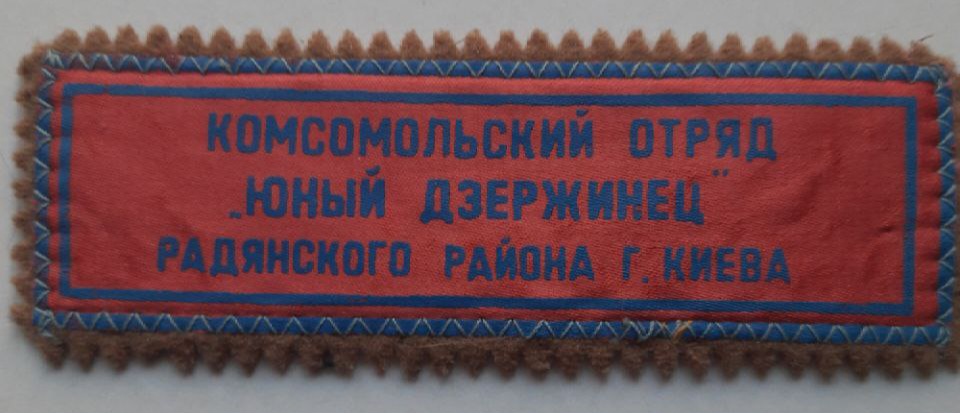 КОМСОМОЛЬСКИЙ ОТРЯД
„ЮНЫЙ ДЗЕРЖИНЕЦ"
РАДЯНСКОГО РАЙОНА Г. КИЕВА